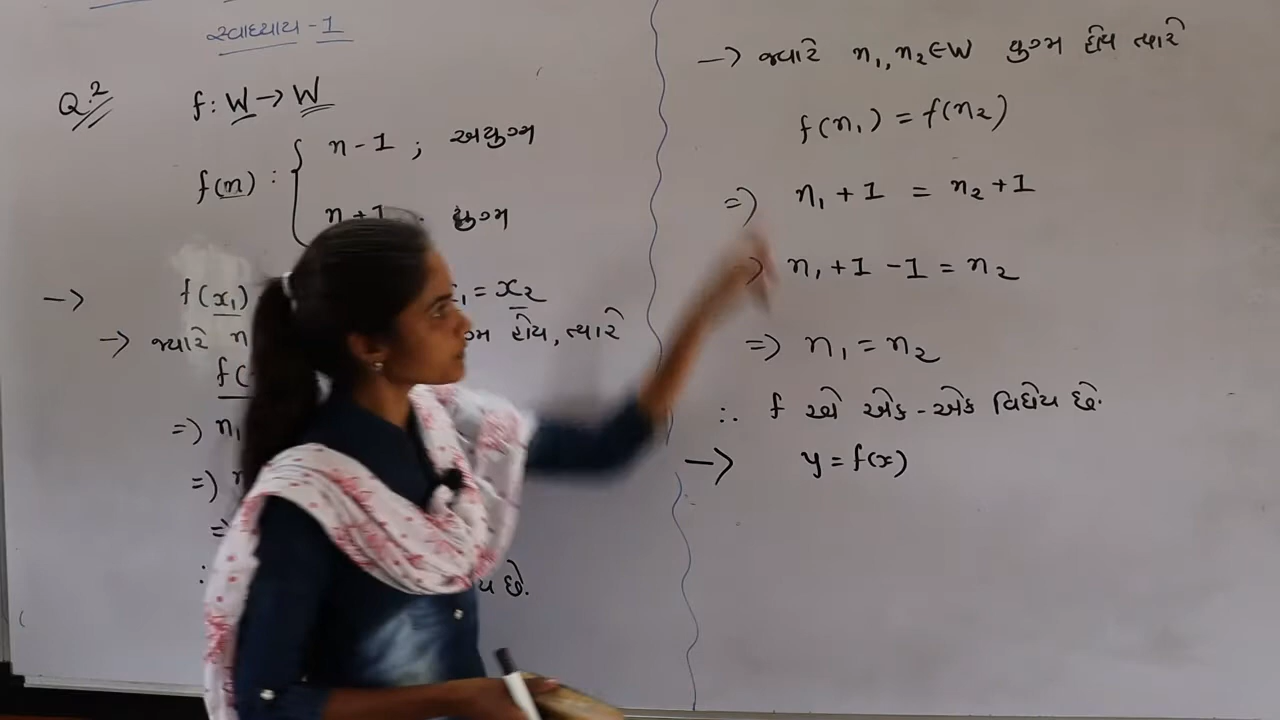 સ્વાધ્યાય - 1
Q.2 f: W → W
f(n) : { n - 1 ; અયુગ્મ
n + 1 ; યુગ્મ
→ f(x₁) ₁ = x₂
→ જ્યારે n હોય, ત્યારે
f(
=) n₁
=)
છે.
→ જ્યારે n₁, n₂ ∈ W યુગ્મ હોય ત્યારે
f(n₁) = f(n₂)
=) n₁ + 1 = n₂ + 1
n₁ + 1 - 1 = n₂
=) n₁ = n₂
∴ f એ એક - એક વિધેય છે.
→ y = f(x)